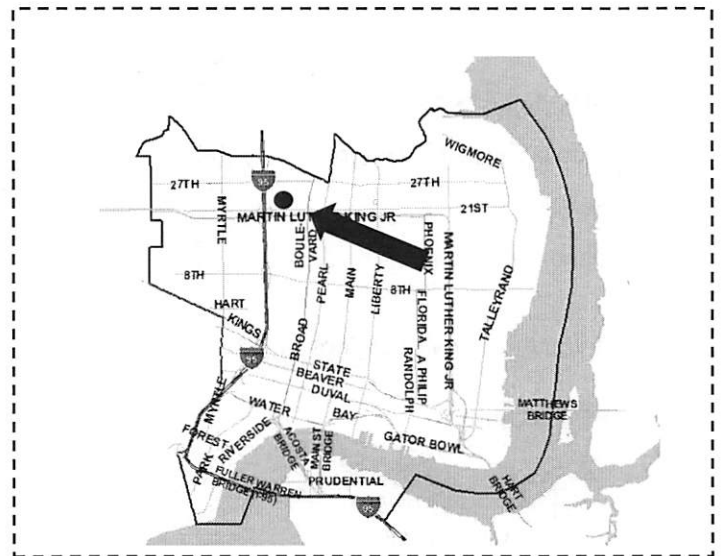 WIGMORE
27TH
27TH
95
MYRTLE
MARTIN LUTHER KING JR
21ST
BOULE-
VARD
PHOENIX
MARTIN LUTHER KING JR
PEARL
MAIN
LIBERTY
8TH
8TH
TALLEYRAND
HART
KINGS
BROAD
FLORIDA
A PHILIP
RANDOLPH
95
STATE
BEAVER
DUVAL
MYRTLE
WATER
BAY
MATTHEWS
BRIDGE
FOREST
RIVERSIDE
ACOSTA
BRIDGE
MAIN ST
BRIDGE
GATOR BOWL
PARK
FULLER WARREN
BRIDGE (I-95)
PRUDENTIAL
HART
BRIDGE
95